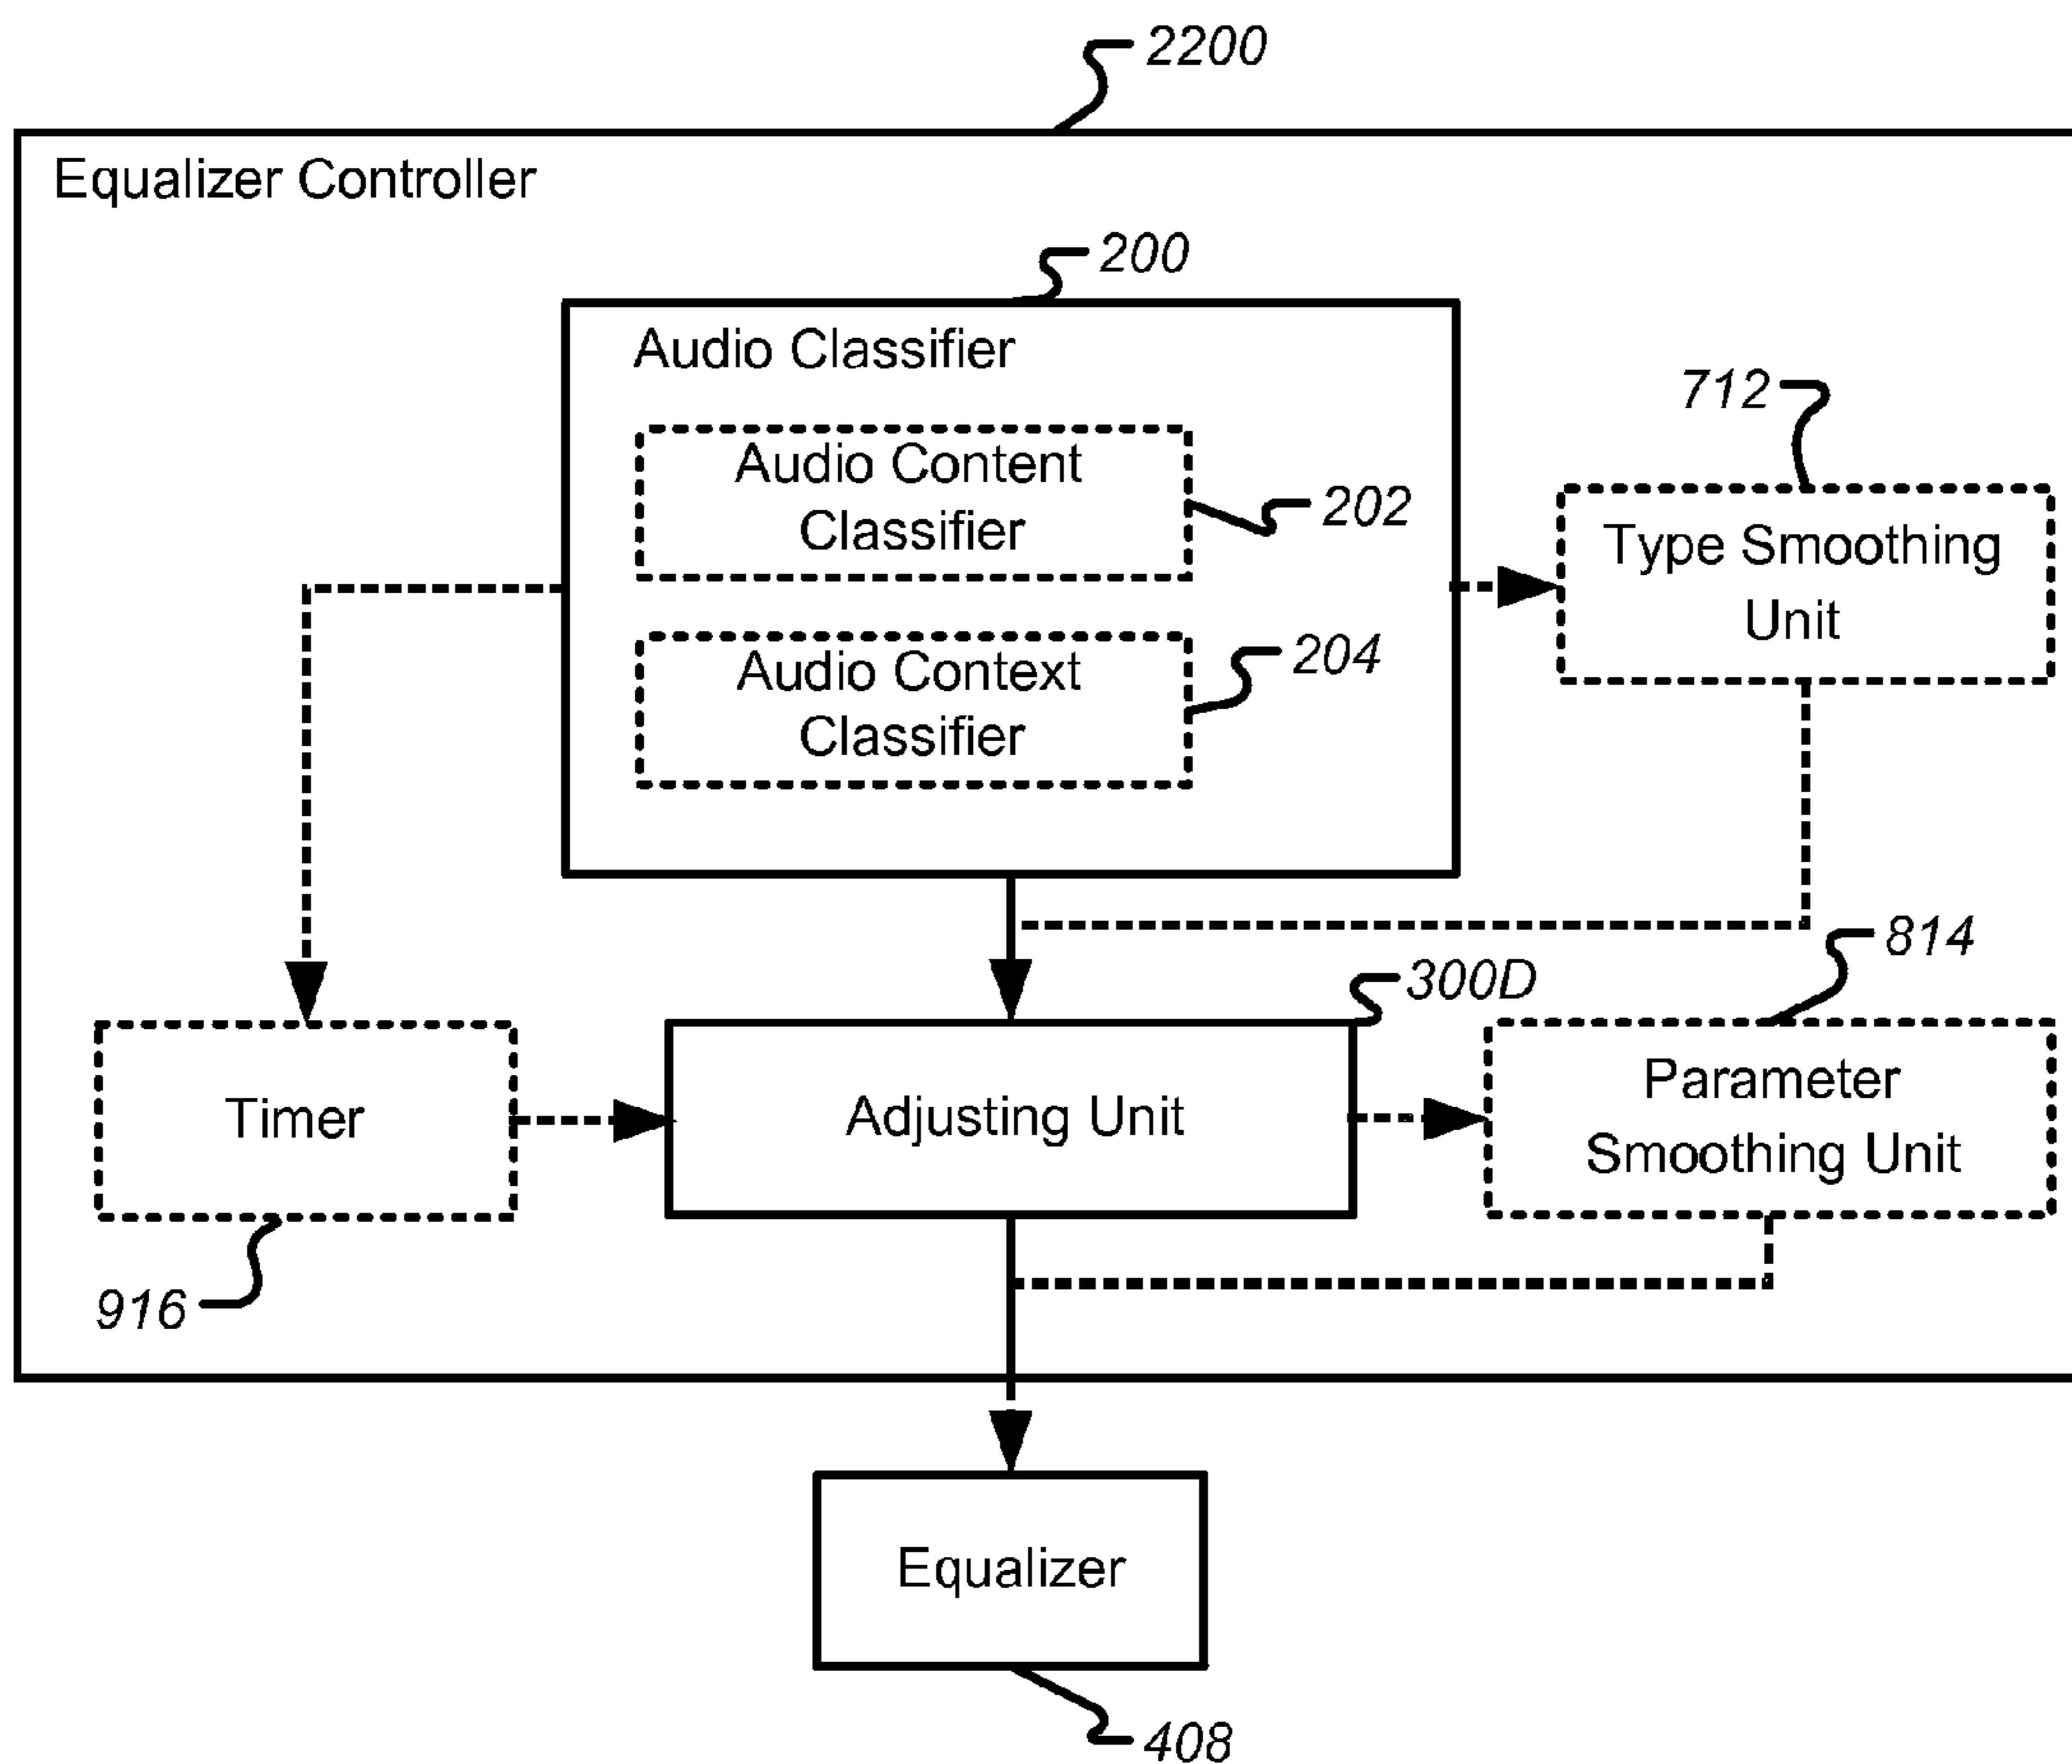 2200
Equalizer Controller
200
Audio Classifier
712
Audio Content
Classifier
202
Type Smoothing
Unit
Audio Context
Classifier
204
814
300D
Timer
Adjusting Unit
Parameter
Smoothing Unit
916
Equalizer
408